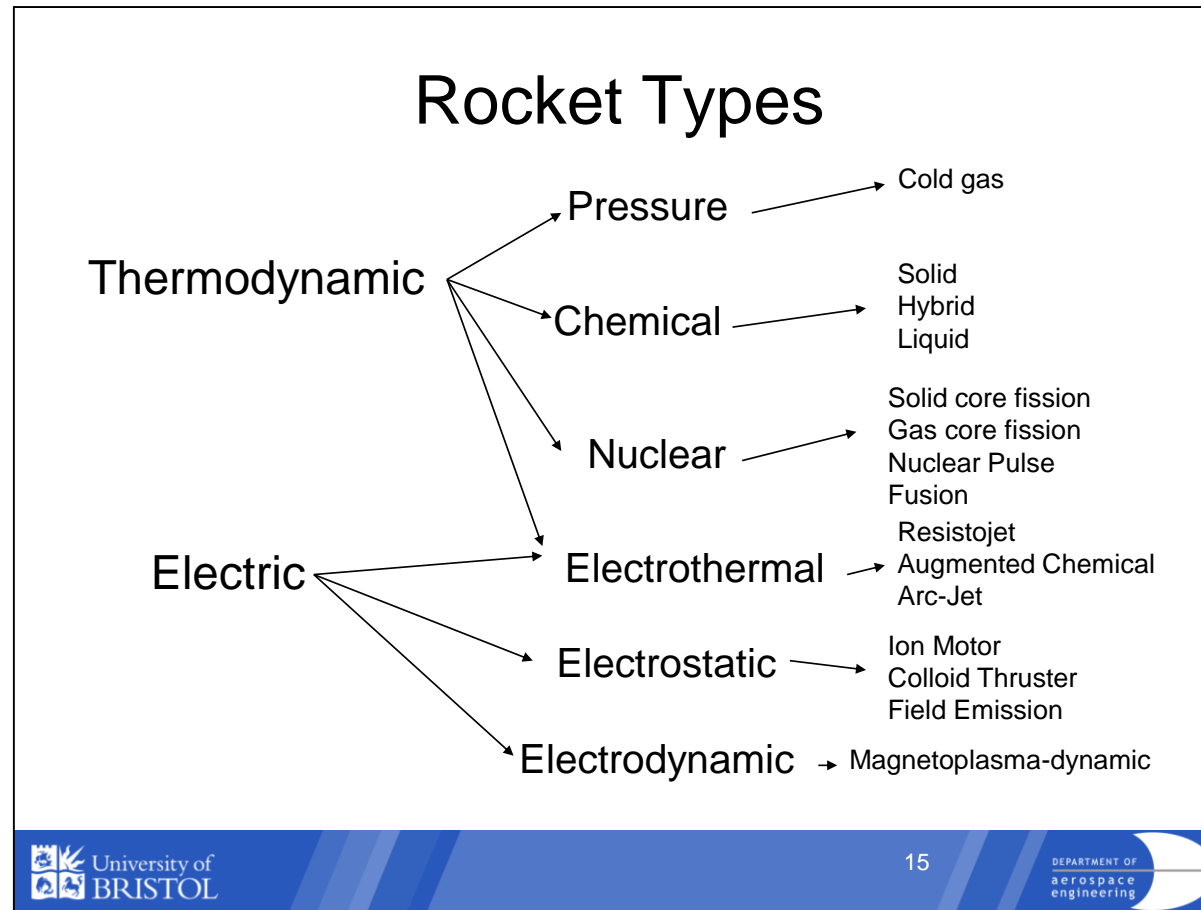 Rocket Types
Thermodynamic
Pressure
Cold gas
Chemical
Solid
Hybrid
Liquid
Nuclear
Solid core fission
Gas core fission
Nuclear Pulse
Fusion
Electric
Electrothermal
Resistojet
Augmented Chemical
Arc-Jet
Electrostatic
Ion Motor
Colloid Thruster
Field Emission
Electrodynamic
Magnetoplasma-dynamic
University of
BRISTOL
15
DEPARTMENT OF
aerospace
engineering